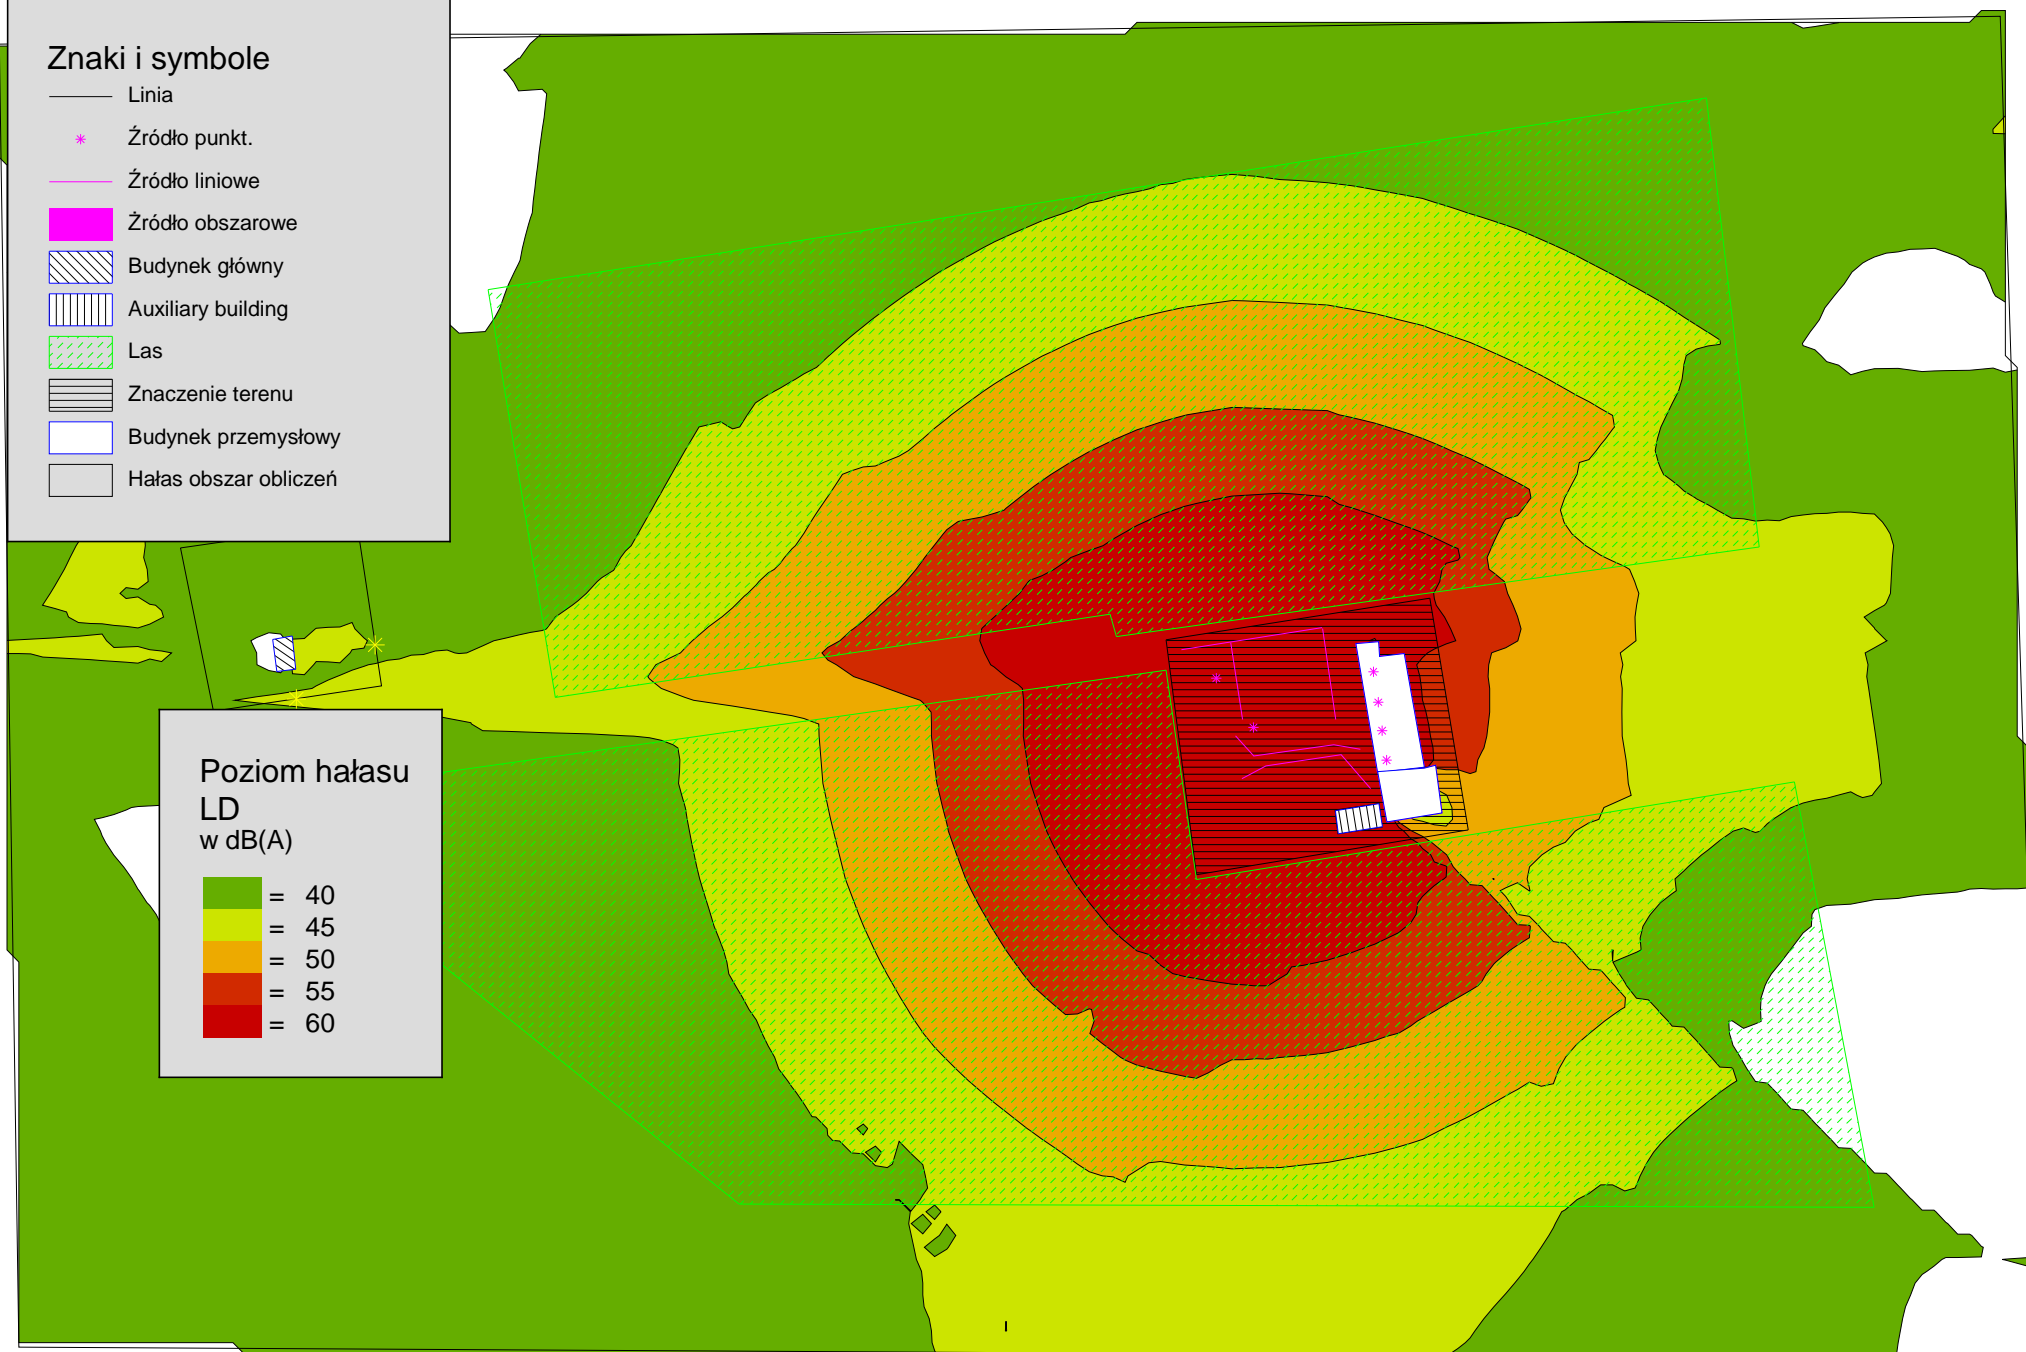 Znaki i symbole
Linia
Źródło punkt.
Źródło liniowe
Żródło obszarowe
Budynek główny
Auxiliary building
Las
Znaczenie terenu
Budynek przemysłowy
Hałas obszar obliczeń
Poziom hałasu
LD
w dB(A)
= 40
= 45
= 50
= 55
= 60